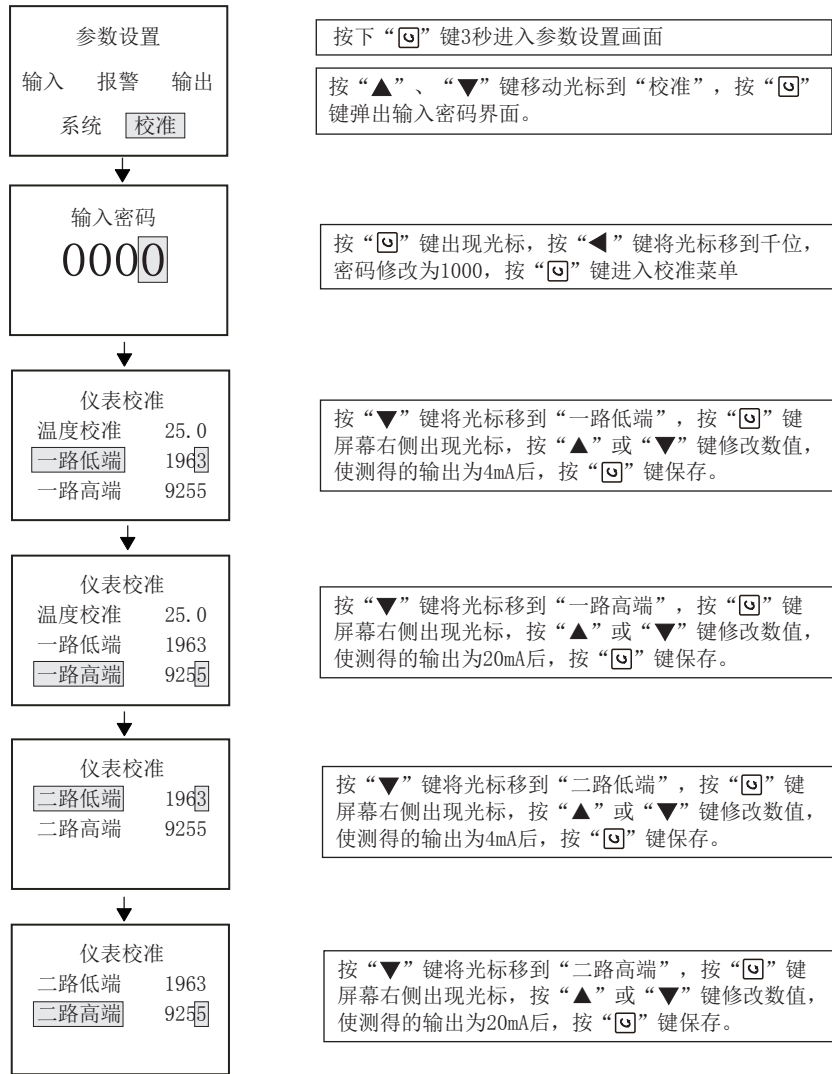 参数设置
输入 报警 输出
系统 校准
按下“”键3秒进入参数设置画面
按“▲”、“▼”键移动光标到“校准”，按“”
键弹出输入密码界面。
输入密码
0000
按“”键出现光标，按“◀”键将光标移到千位，
密码修改为1000，按“”键进入校准菜单
仪表校准
温度校准 25.0
一路低端 1963
一路高端 9255
按“▼”键将光标移到“一路低端”，按“”键
屏幕右侧出现光标，按“▲”或“▼”键修改数值，
使测得的输出为4mA后，按“”键保存。
仪表校准
温度校准 25.0
一路低端 1963
一路高端 9255
按“▼”键将光标移到“一路高端”，按“”键
屏幕右侧出现光标，按“▲”或“▼”键修改数值，
使测得的输出为20mA后，按“”键保存。
仪表校准
二路低端 1963
二路高端 9255
按“▼”键将光标移到“二路低端”，按“”键
屏幕右侧出现光标，按“▲”或“▼”键修改数值，
使测得的输出为4mA后，按“”键保存。
仪表校准
二路低端 1963
二路高端 9255
按“▼”键将光标移到“二路高端”，按“”键
屏幕右侧出现光标，按“▲”或“▼”键修改数值，
使测得的输出为20mA后，按“”键保存。